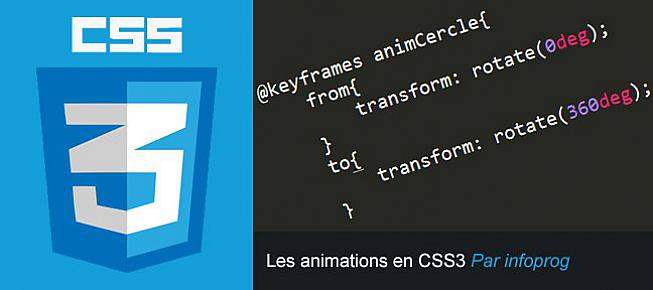 CSS
3
@keyframes animCercle{
from{
transform: rotate(0deg);
}
to{
transform: rotate(360deg);
}
Les animations en CSS3 Par infoprog